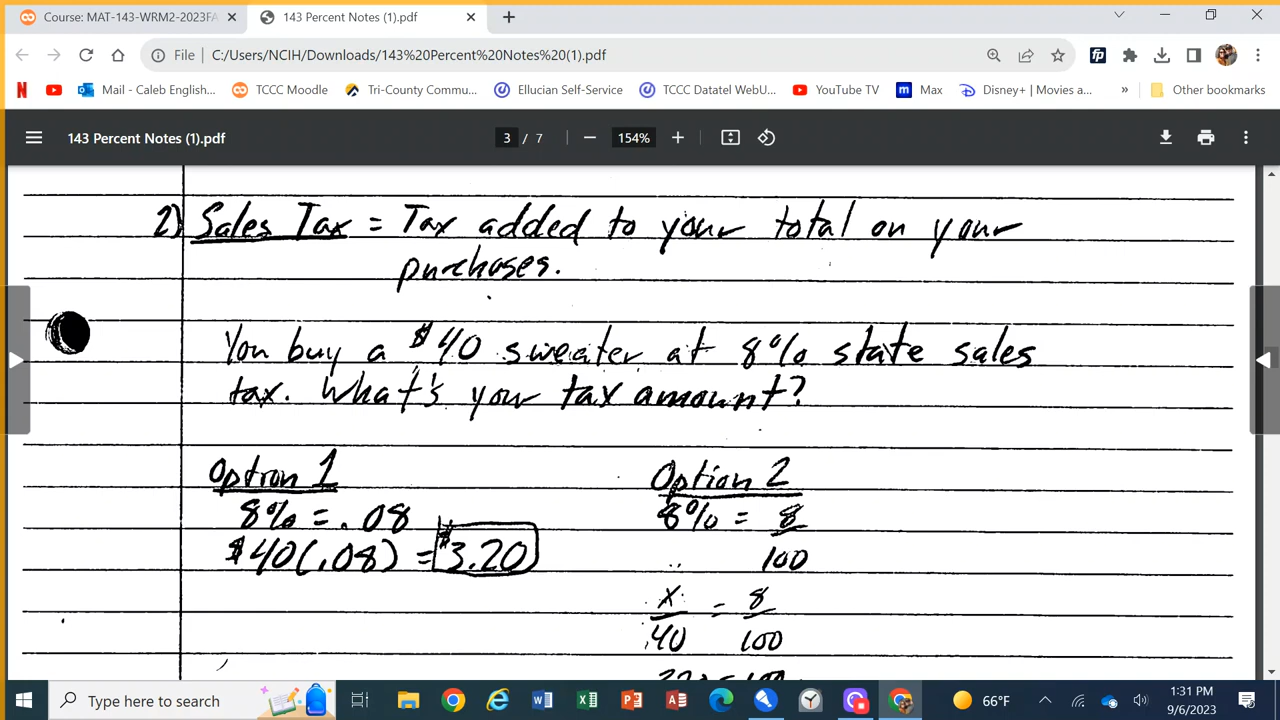 Course: MAT-143-WRM2-2023FA
143 Percent Notes (1).pdf
File C:/Users/NCIH/Downloads/143%20Percent%20Notes%20(1).pdf
Mail - Caleb English...
TCCC Moodle
Tri-County Commu...
Ellucian Self-Service
TCCC Datatel WebU...
YouTube TV
Max
Disney+ | Movies a...
»
Other bookmarks
143 Percent Notes (1).pdf
3 / 7
154%
2) Sales Tax = Tax added to your total on your
purchases.
You buy a $40 sweater at 8% state sales
tax. What's your tax amount?
Option 1
8% = .08
$40(.08) = $3.20
Option 2
8% = 8
100
x = 8
40 100
Type here to search
66°F
1:31 PM
9/6/2023